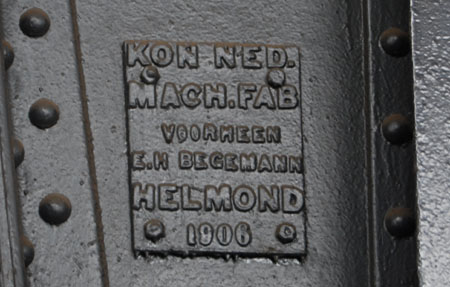 KON NED.
MACH.FAB
VOORHEEN
E.H BEGEMANN
HELMOND
1906